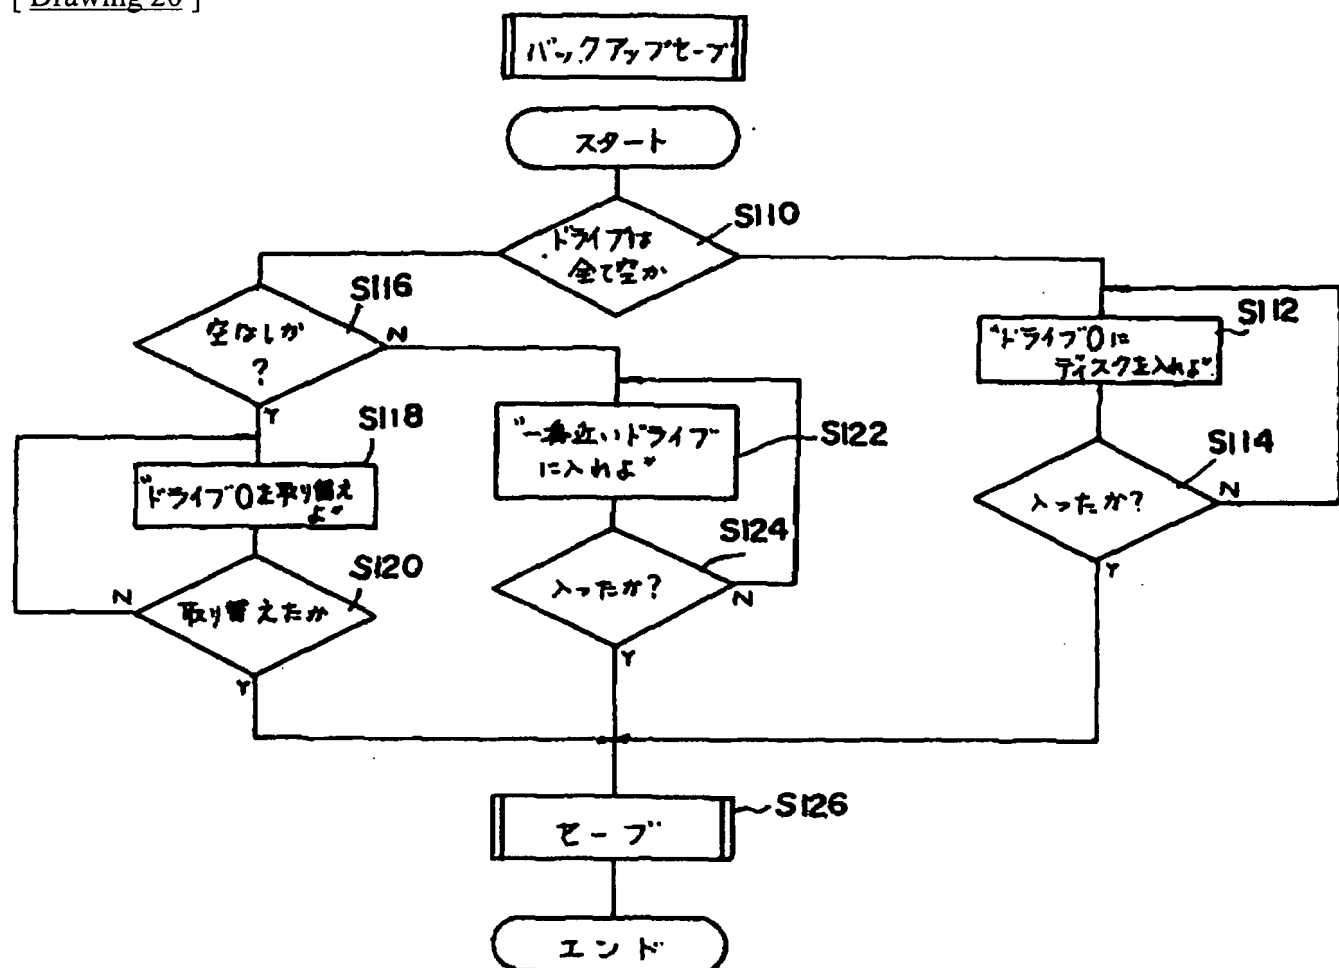 [ Drawing 20 ]
バックアップセーブ
スタート
S110
ドライブは
全て空か
S116
空なしか
?
N
Y
S112
"ドライブ0に
ディスクを入れよ"
S118
"ドライブ0を取り替え
よ"
"一番近いドライブ
に入れよ"
S122
S114
入ったか?
N
Y
S120
取り替えたか
N
Y
S124
入ったか?
N
Y
S126
セーブ
エンド